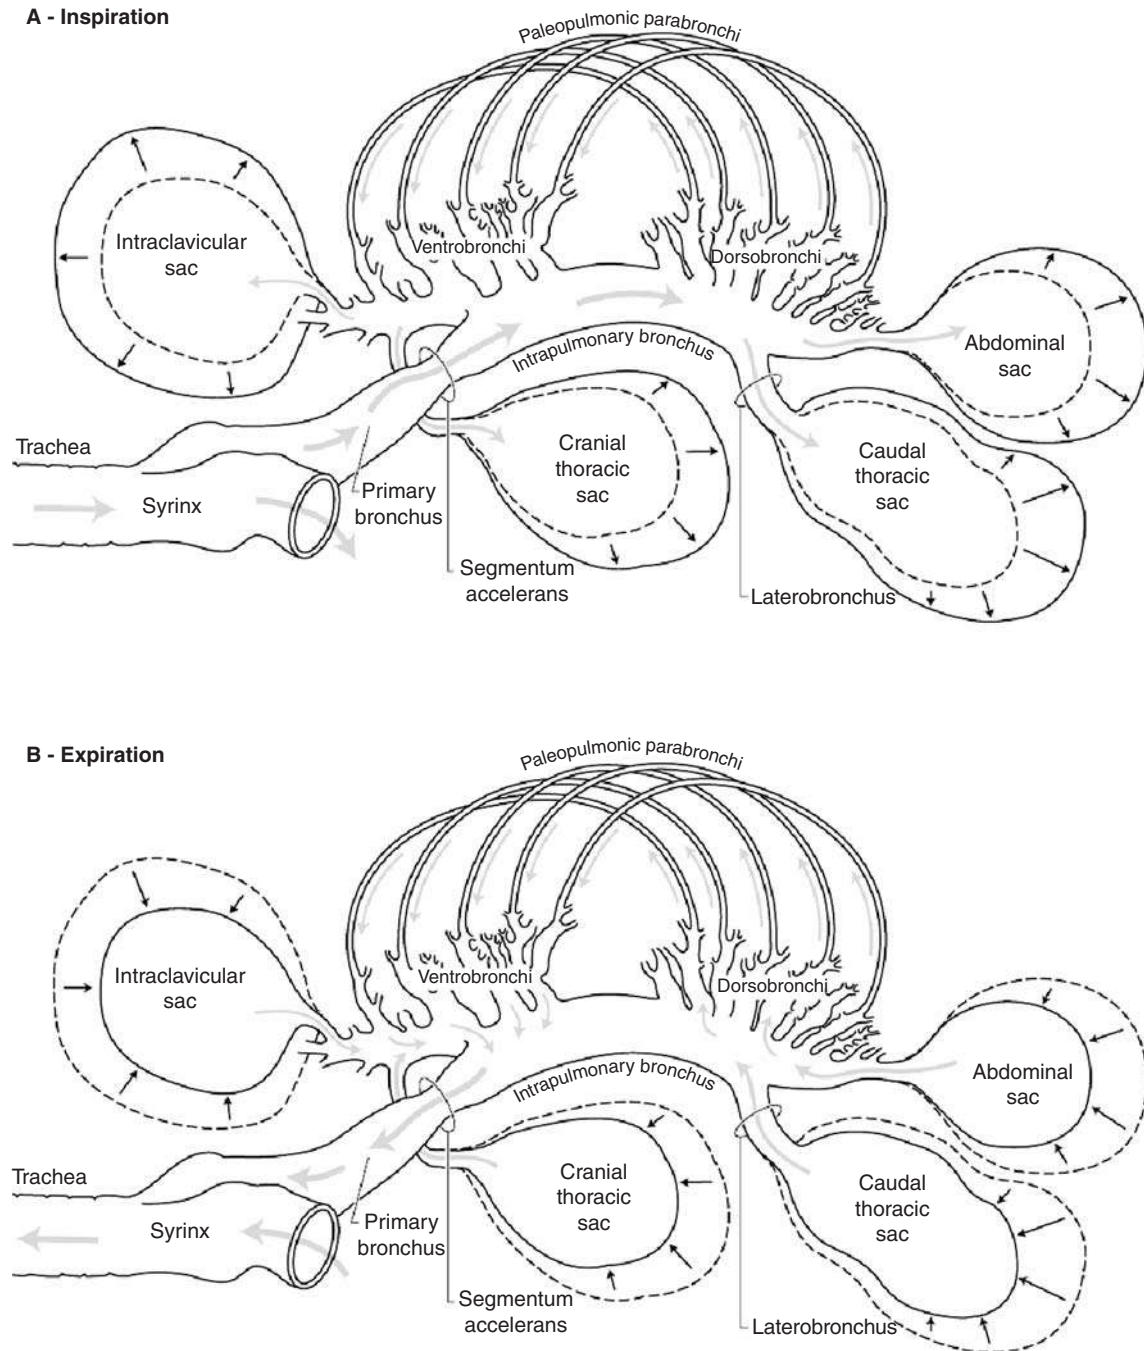 A - Inspiration
Paleopulmonic parabronchi
Intraclavicular
sac
Ventrobronchi
Dorsobronchi
Intrapulmonary bronchus
Abdominal
sac
Trachea
Syrinx
Primary
bronchus
Cranial
thoracic
sac
Caudal
thoracic
sac
Segmentum
accelerans
Laterobronchus
B - Expiration
Paleopulmonic parabronchi
Intraclavicular
sac
Ventrobronchi
Dorsobronchi
Intrapulmonary bronchus
Abdominal
sac
Trachea
Syrinx
Primary
bronchus
Cranial
thoracic
sac
Caudal
thoracic
sac
Segmentum
accelerans
Laterobronchus